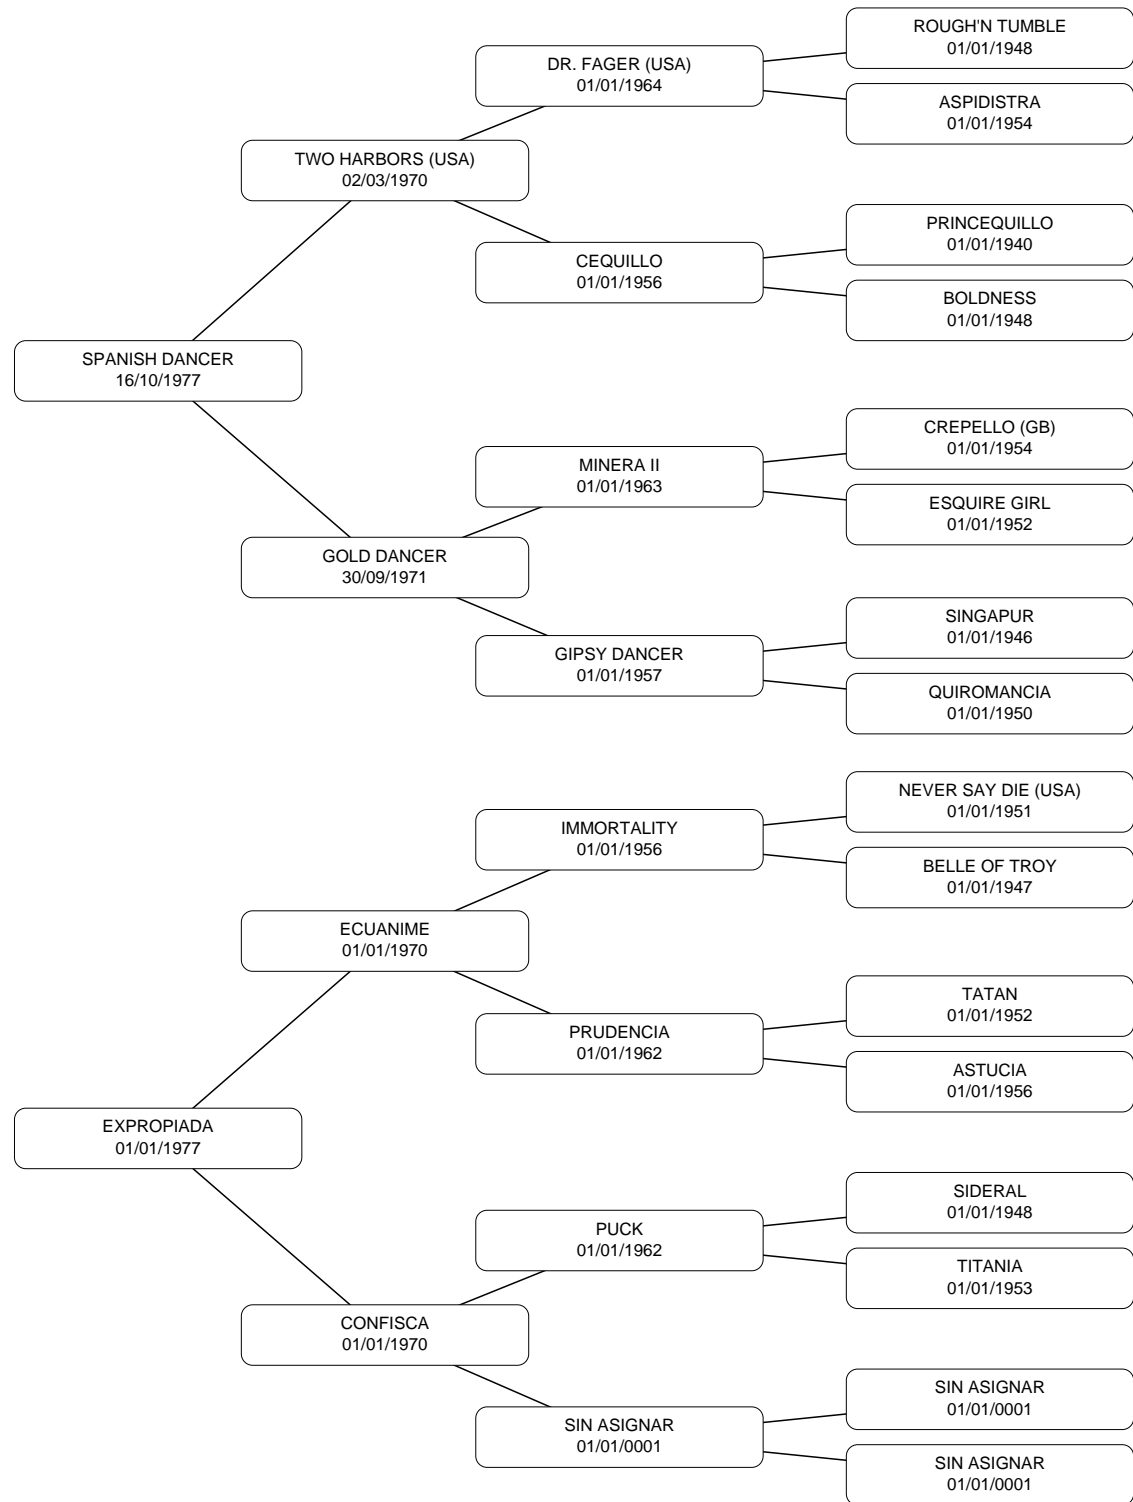 ROUGH'N TUMBLE
01/01/1948
DR. FAGER (USA)
01/01/1964
ASPIDISTRA
01/01/1954
TWO HARBORS (USA)
02/03/1970
PRINCEQUILLO
01/01/1940
CEQUILLO
01/01/1956
BOLDNESS
01/01/1948
SPANISH DANCER
16/10/1977
CREPELLO (GB)
01/01/1954
MINERA II
01/01/1963
ESQUIRE GIRL
01/01/1952
GOLD DANCER
30/09/1971
SINGAPUR
01/01/1946
GIPSY DANCER
01/01/1957
QUIROMANCIA
01/01/1950
NEVER SAY DIE (USA)
01/01/1951
IMMORTALITY
01/01/1956
BELLE OF TROY
01/01/1947
ECUANIME
01/01/1970
TATAN
01/01/1952
PRUDENCIA
01/01/1962
ASTUCIA
01/01/1956
EXPROPIADA
01/01/1977
SIDERAL
01/01/1948
PUCK
01/01/1962
TITANIA
01/01/1953
CONFISCA
01/01/1970
SIN ASIGNAR
01/01/0001
SIN ASIGNAR
01/01/0001
SIN ASIGNAR
01/01/0001